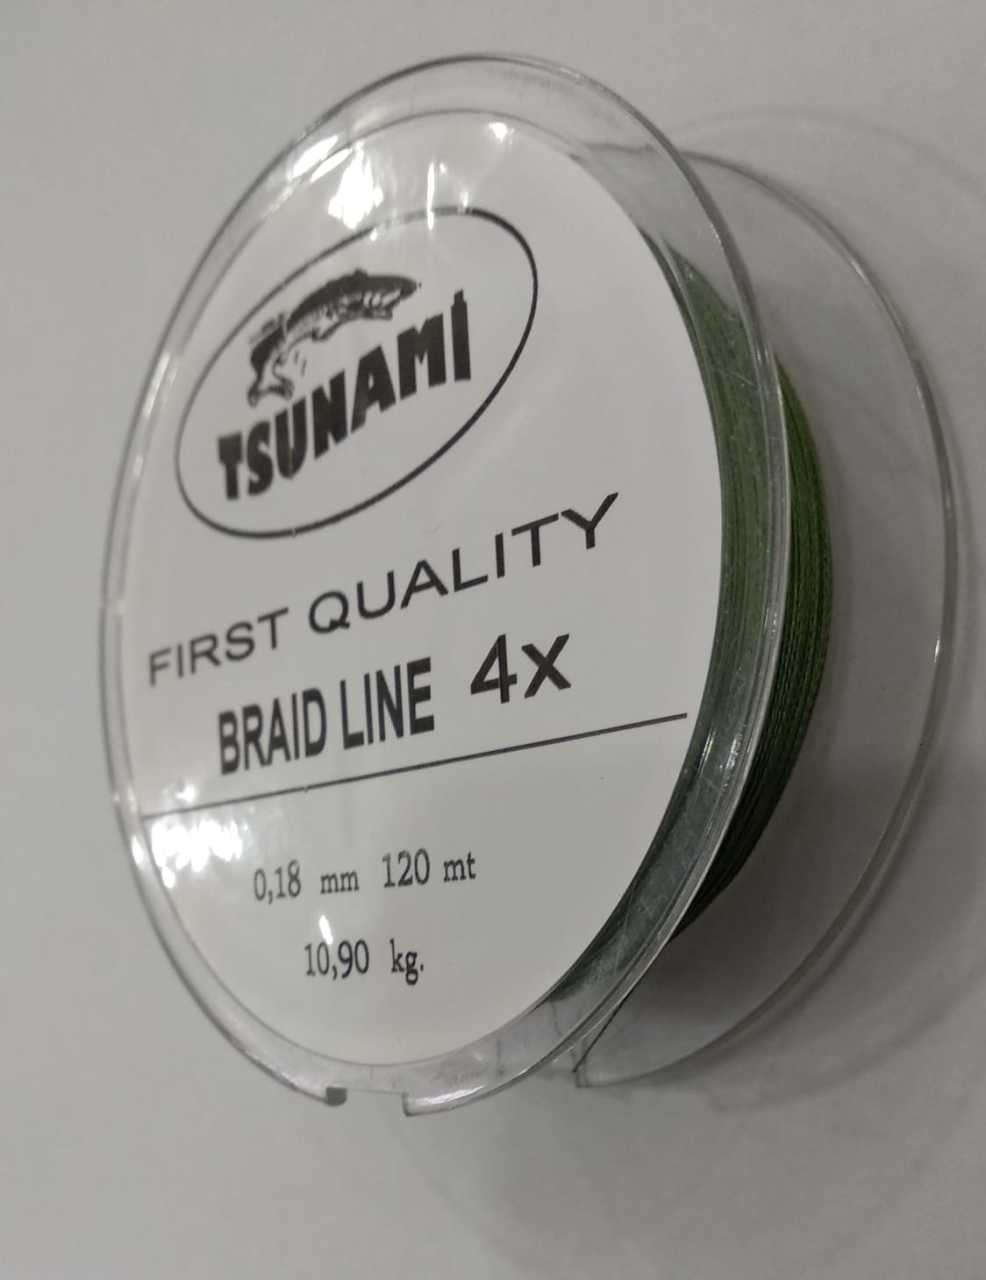 TSUNAMİ
FIRST QUALITY
BRAID LINE 4x
0,18 mm 120 mt
10,90 kg.